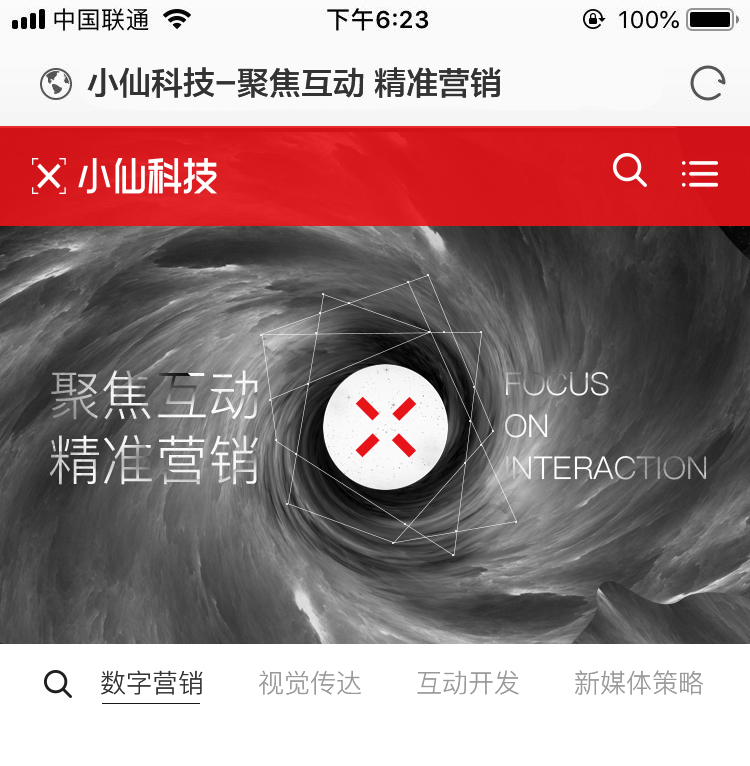 中国联通 下午6:23 100%
小仙科技-聚焦互动 精准营销
小仙科技
聚焦互动
精准营销
FOCUS
ON
INTERACTION
数字营销 视觉传达 互动开发 新媒体策略